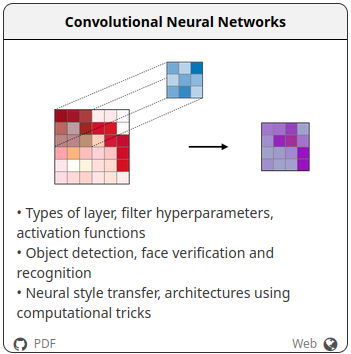 Convolutional Neural Networks
• Types of layer, filter hyperparameters,
activation functions
• Object detection, face verification and
recognition
• Neural style transfer, architectures using
computational tricks
PDF Web